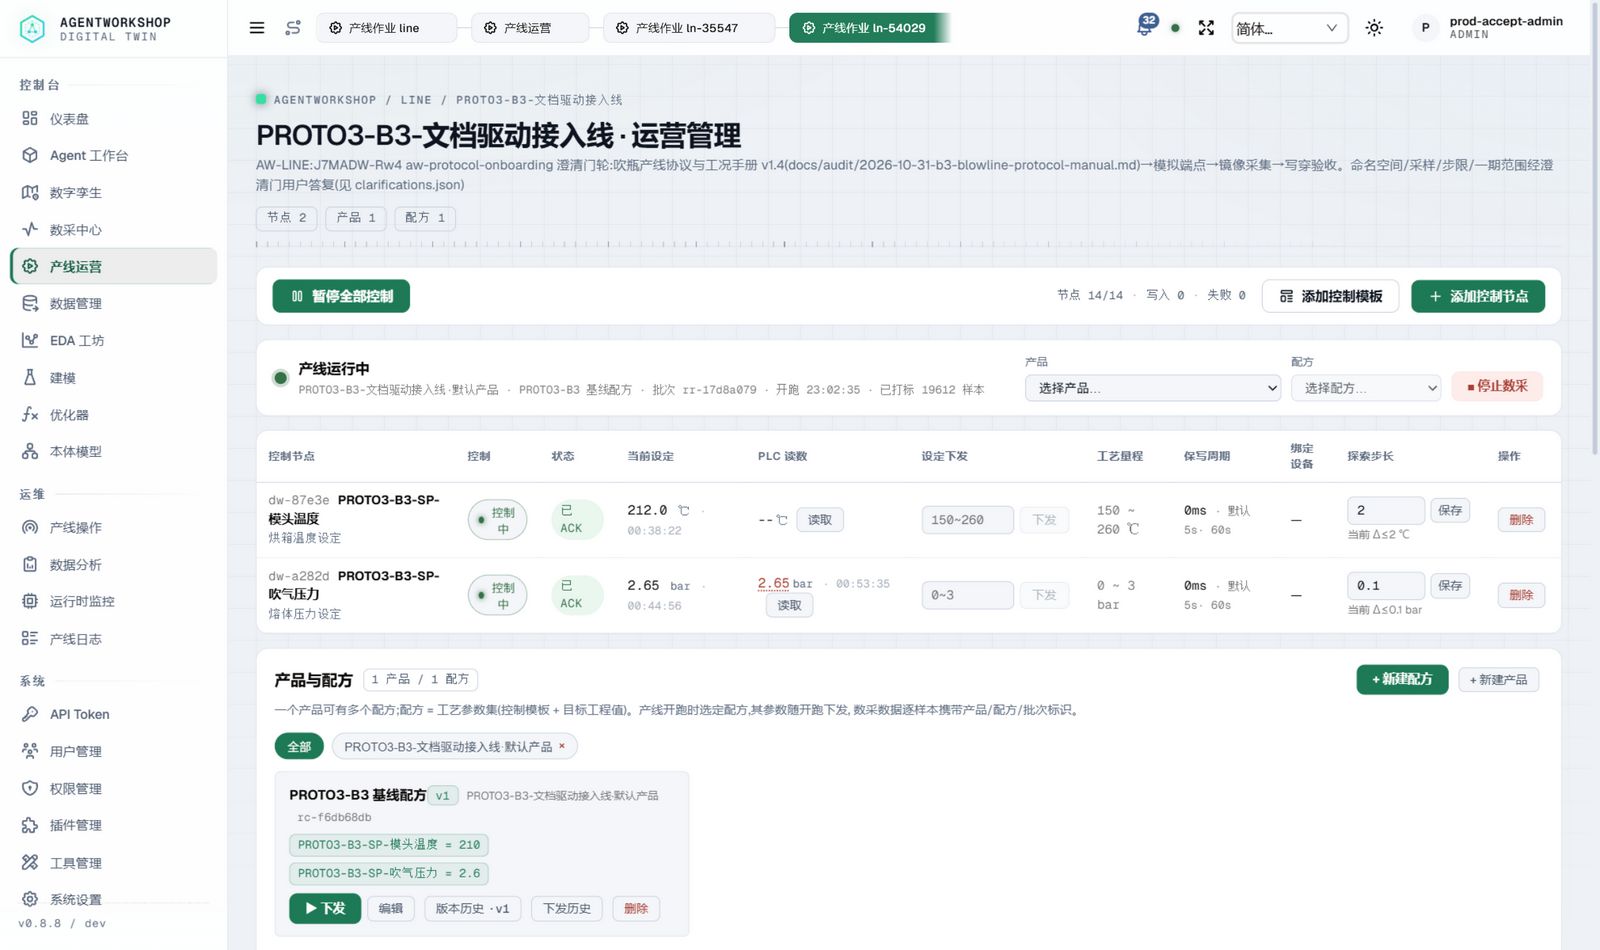 AGENTWORKSHOP
DIGITAL TWIN
产线作业 line
产线运营
产线作业 ln-35547
产线作业 ln-54029
32
简体...
P
prod-accept-admin
ADMIN
控制台
仪表盘
Agent 工作台
数字孪生
数采中心
产线运营
数据管理
EDA 工坊
建模
优化器
本体模型
运维
产线操作
数据分析
运行时监控
产线日志
系统
API Token
用户管理
权限管理
插件管理
工具管理
系统设置
v0.8.8 / dev
AGENTWORKSHOP / LINE / PROTO3-B3-文档驱动接入线
PROTO3-B3-文档驱动接入线 · 运营管理
AW-LINE:J7MADW-Rw4 aw-protocol-onboarding 澄清门轮:吹瓶产线协议与工况手册 v1.4(docs/audit/2026-10-31-b3-blowline-protocol-manual.md)→模拟端点→镜像采集→写穿验收。命名空间/采样/步限/一期范围经澄
清门用户答复(见 clarifications.json)
节点 2
产品 1
配方 1
暂停全部控制
节点 14/14 · 写入 0 · 失败 0
添加控制模板
+ 添加控制节点
产线运行中
PROTO3-B3-文档驱动接入线·默认产品 · PROTO3-B3 基线配方 · 批次 rr-17d8a079 · 开跑 23:02:35 · 已打标 19612 样本
产品
选择产品...
配方
选择配方...
■ 停止数采
控制节点
控制
状态
当前设定
PLC 读数
设定下发
工艺量程
保写周期
绑定
设备
探索步长
操作
dw-87e3e PROTO3-B3-SP-
模头温度
烘箱温度设定
控制
中
已
ACK
212.0 ℃ ·
00:38:22
--℃
读取
150~260
下发
150 ~
260 ℃
0ms · 默认
5s· 60s
—
2
保存
当前 Δ≤2 ℃
删除
dw-a282d PROTO3-B3-SP-
吹气压力
熔体压力设定
控制
中
已
ACK
2.65 bar ·
00:44:56
2.65 bar · 00:53:35
读取
0~3
下发
0 ~ 3
bar
0ms · 默认
5s· 60s
—
0.1
保存
当前 Δ≤0.1 bar
删除
产品与配方
1 产品 / 1 配方
+ 新建配方
+ 新建产品
一个产品可有多个配方;配方 = 工艺参数集(控制模板 + 目标工程值)。产线开跑时选定配方,其参数随开跑下发, 数采数据逐样本携带产品/配方/批次标识。
全部
PROTO3-B3-文档驱动接入线·默认产品 ×
PROTO3-B3 基线配方 v1 PROTO3-B3-文档驱动接入线·默认产品
rc-f6db68db
PROTO3-B3-SP-模头温度 = 210
PROTO3-B3-SP-吹气压力 = 2.6
▶ 下发
编辑
版本历史 · v1
下发历史
删除